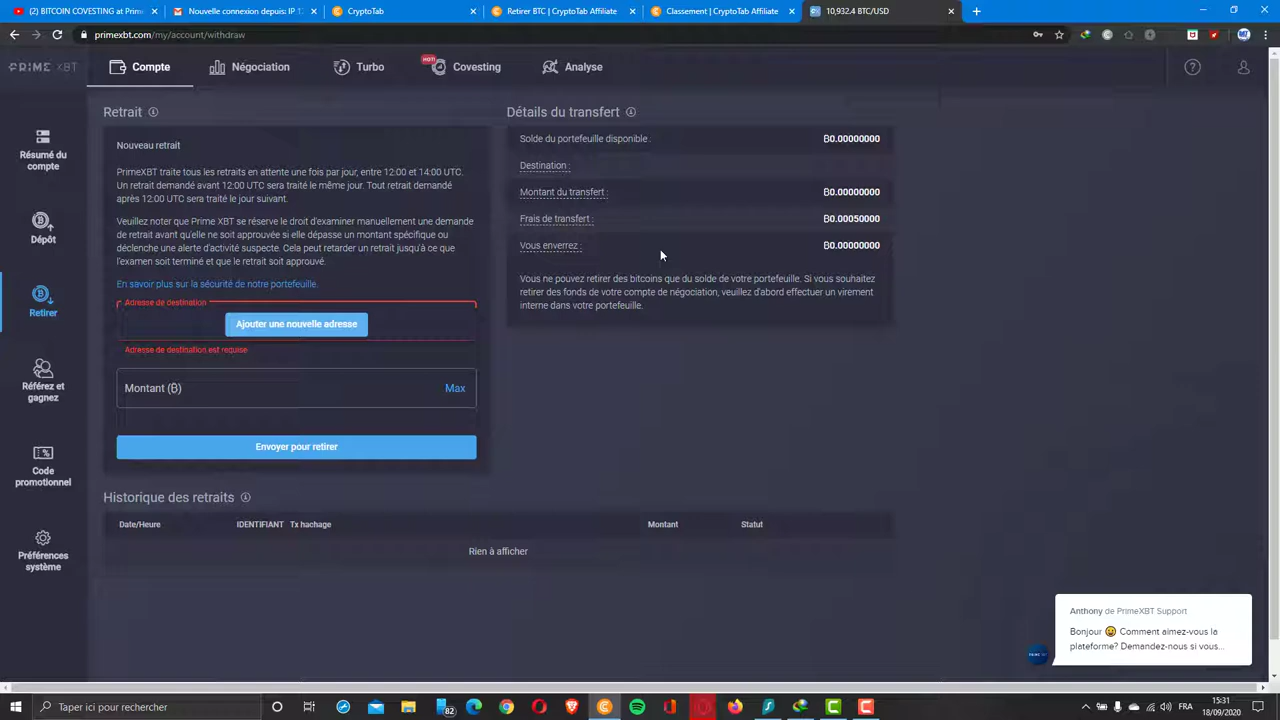 (2) BITCOIN COVESTING at Prime
Nouvelle connexion depuis: IP 1
CryptoTab
Retirer BTC | CryptoTab Affiliate
Classement | CryptoTab Affiliate
10,932.4 BTC/USD
primexbt.com/my/account/withdraw
PRIME XBT
Compte
Négociation
Turbo
HOT!
Covesting
Analyse
Résumé du
compte
Dépôt
Retirer
Référez et
gagnez
Code
promotionnel
Préférences
système
Retrait
Nouveau retrait
PrimeXBT traite tous les retraits en attente une fois par jour, entre 12:00 et 14:00 UTC.
Un retrait demandé avant 12:00 UTC sera traité le même jour. Tout retrait demandé
après 12:00 UTC sera traité le jour suivant.
Veuillez noter que Prime XBT se réserve le droit d'examiner manuellement une demande
de retrait avant qu'elle ne soit approuvée si elle dépasse un montant spécifique ou
déclenche une alerte d'activité suspecte. Cela peut retarder un retrait jusqu'à ce que
l'examen soit terminé et que le retrait soit approuvé.
En savoir plus sur la sécurité de notre portefeuille.
Adresse de destination
Ajouter une nouvelle adresse
Adresse de destination est requise
Montant (₿)
Max
Envoyer pour retirer
Détails du transfert
Solde du portefeuille disponible : ₿0.00000000
Destination :
Montant du transfert : ₿0.00000000
Frais de transfert : ₿0.00050000
Vous enverrez : ₿0.00000000
Vous ne pouvez retirer des bitcoins que du solde de votre portefeuille. Si vous souhaitez
retirer des fonds de votre compte de négociation, veuillez d'abord effectuer un virement
interne dans votre portefeuille.
Historique des retraits
Date/Heure IDENTIFIANT Tx hachage Montant Statut
Rien à afficher
Anthony de PrimeXBT Support
Bonjour 😀 Comment aimez-vous la
plateforme? Demandez-nous si vous...
PRIME XBT
Taper ici pour rechercher
82
FRA
15:31
18/09/2020